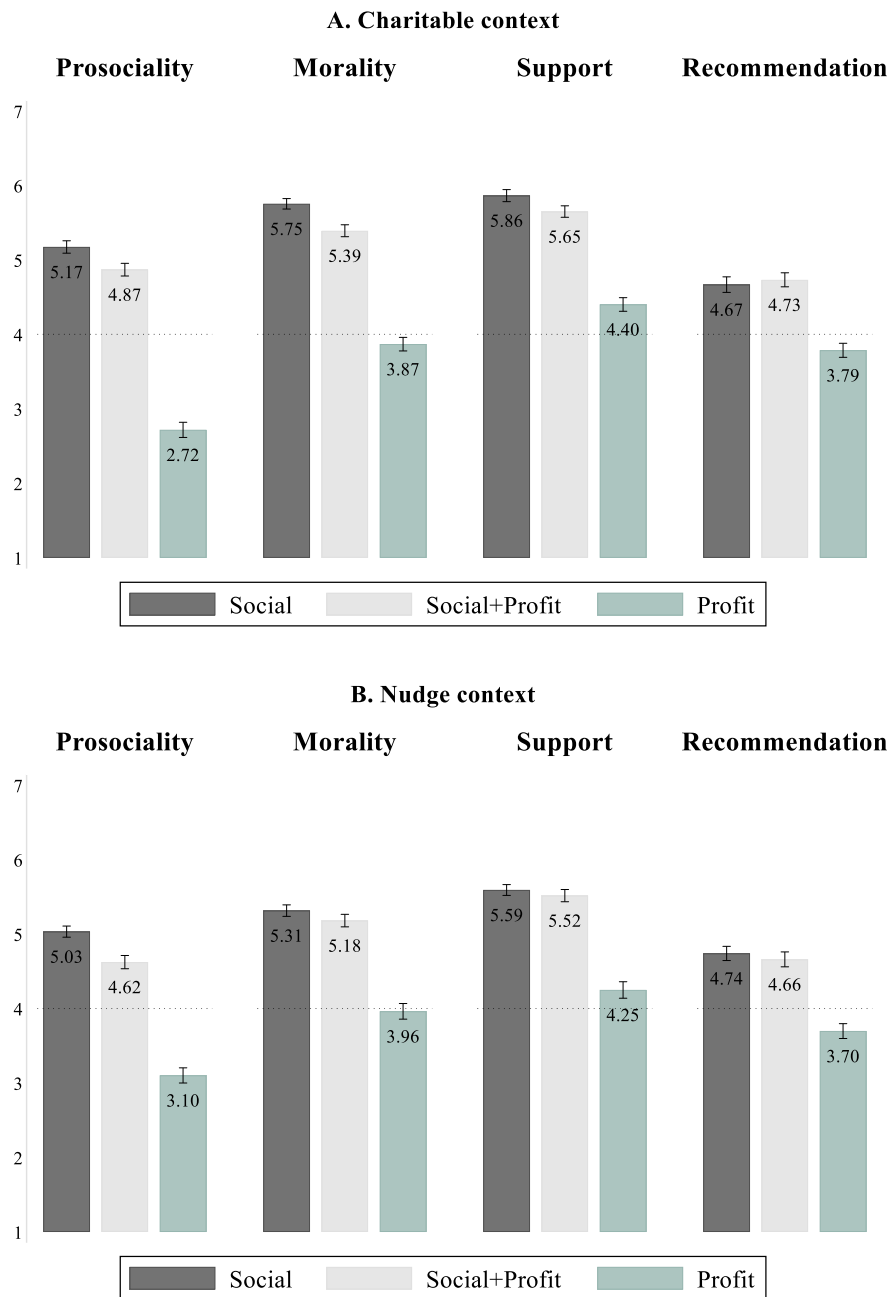 A. Charitable context
Prosociality Morality Support Recommendation
7
6
5
4
3
2
1
5.17 4.87 2.72
5.75 5.39 3.87
5.86 5.65 4.40
4.67 4.73 3.79
Social Social+Profit Profit
B. Nudge context
Prosociality Morality Support Recommendation
7
6
5
4
3
2
1
5.03 4.62 3.10
5.31 5.18 3.96
5.59 5.52 4.25
4.74 4.66 3.70
Social Social+Profit Profit